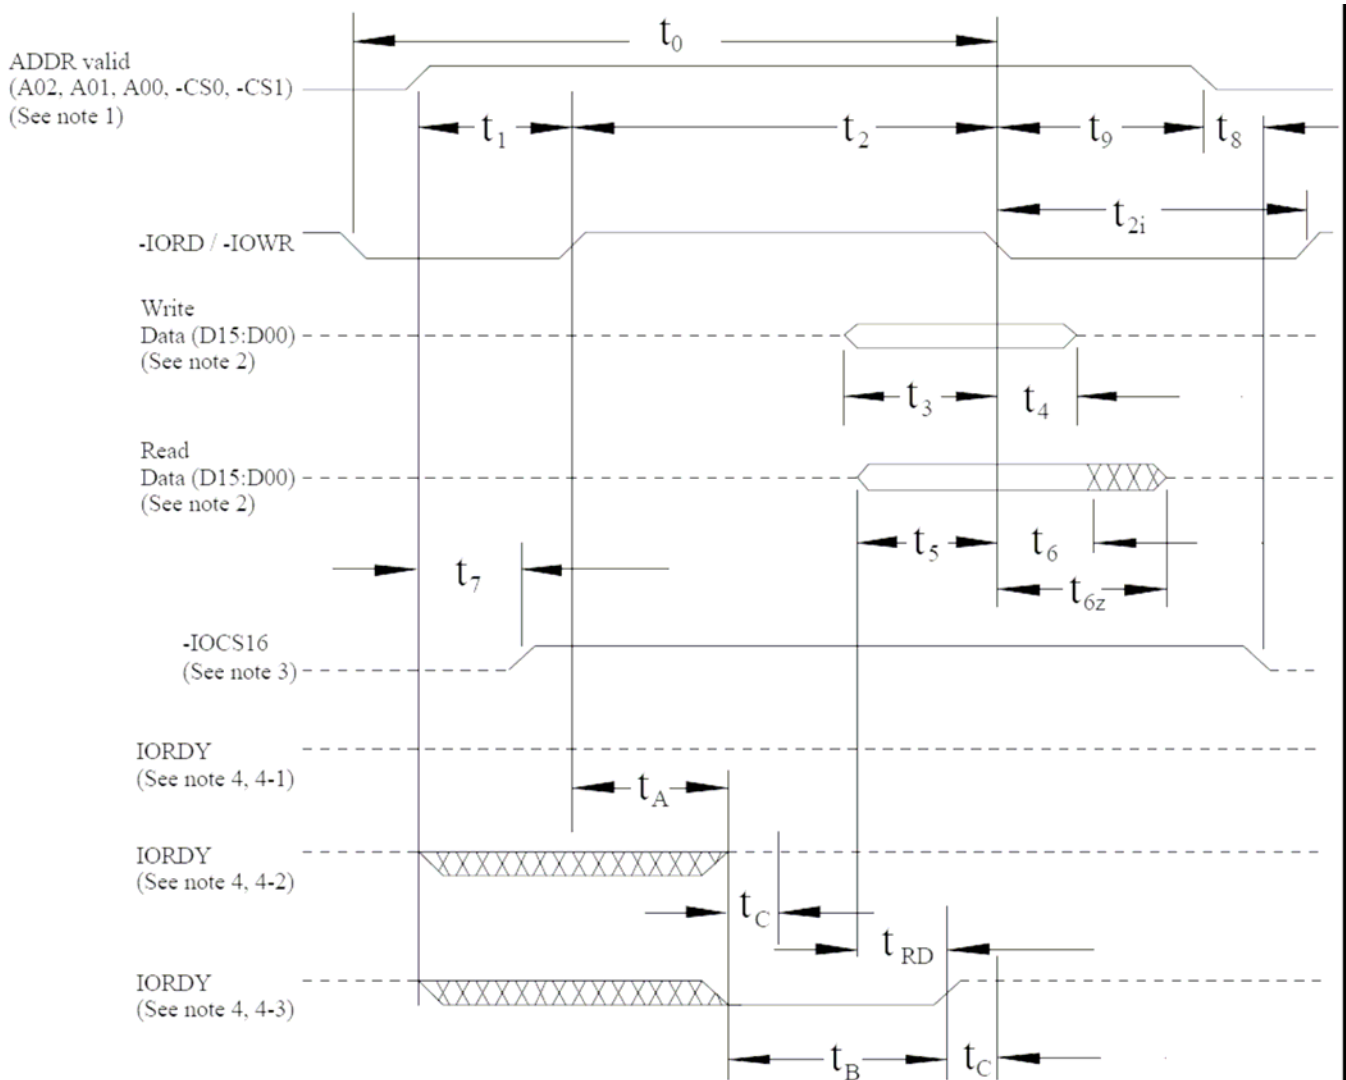 t0
ADDR valid
(A02, A01, A00, -CS0, -CS1)
(See note 1)
t1
t2
t9
t8
t2i
-IORD / -IOWR
Write
Data (D15:D00)
(See note 2)
t3
t4
Read
Data (D15:D00)
(See note 2)
t5
t6
t7
t6z
-IOCS16
(See note 3)
IORDY
(See note 4, 4-1)
tA
IORDY
(See note 4, 4-2)
tC
tRD
IORDY
(See note 4, 4-3)
tB
tC